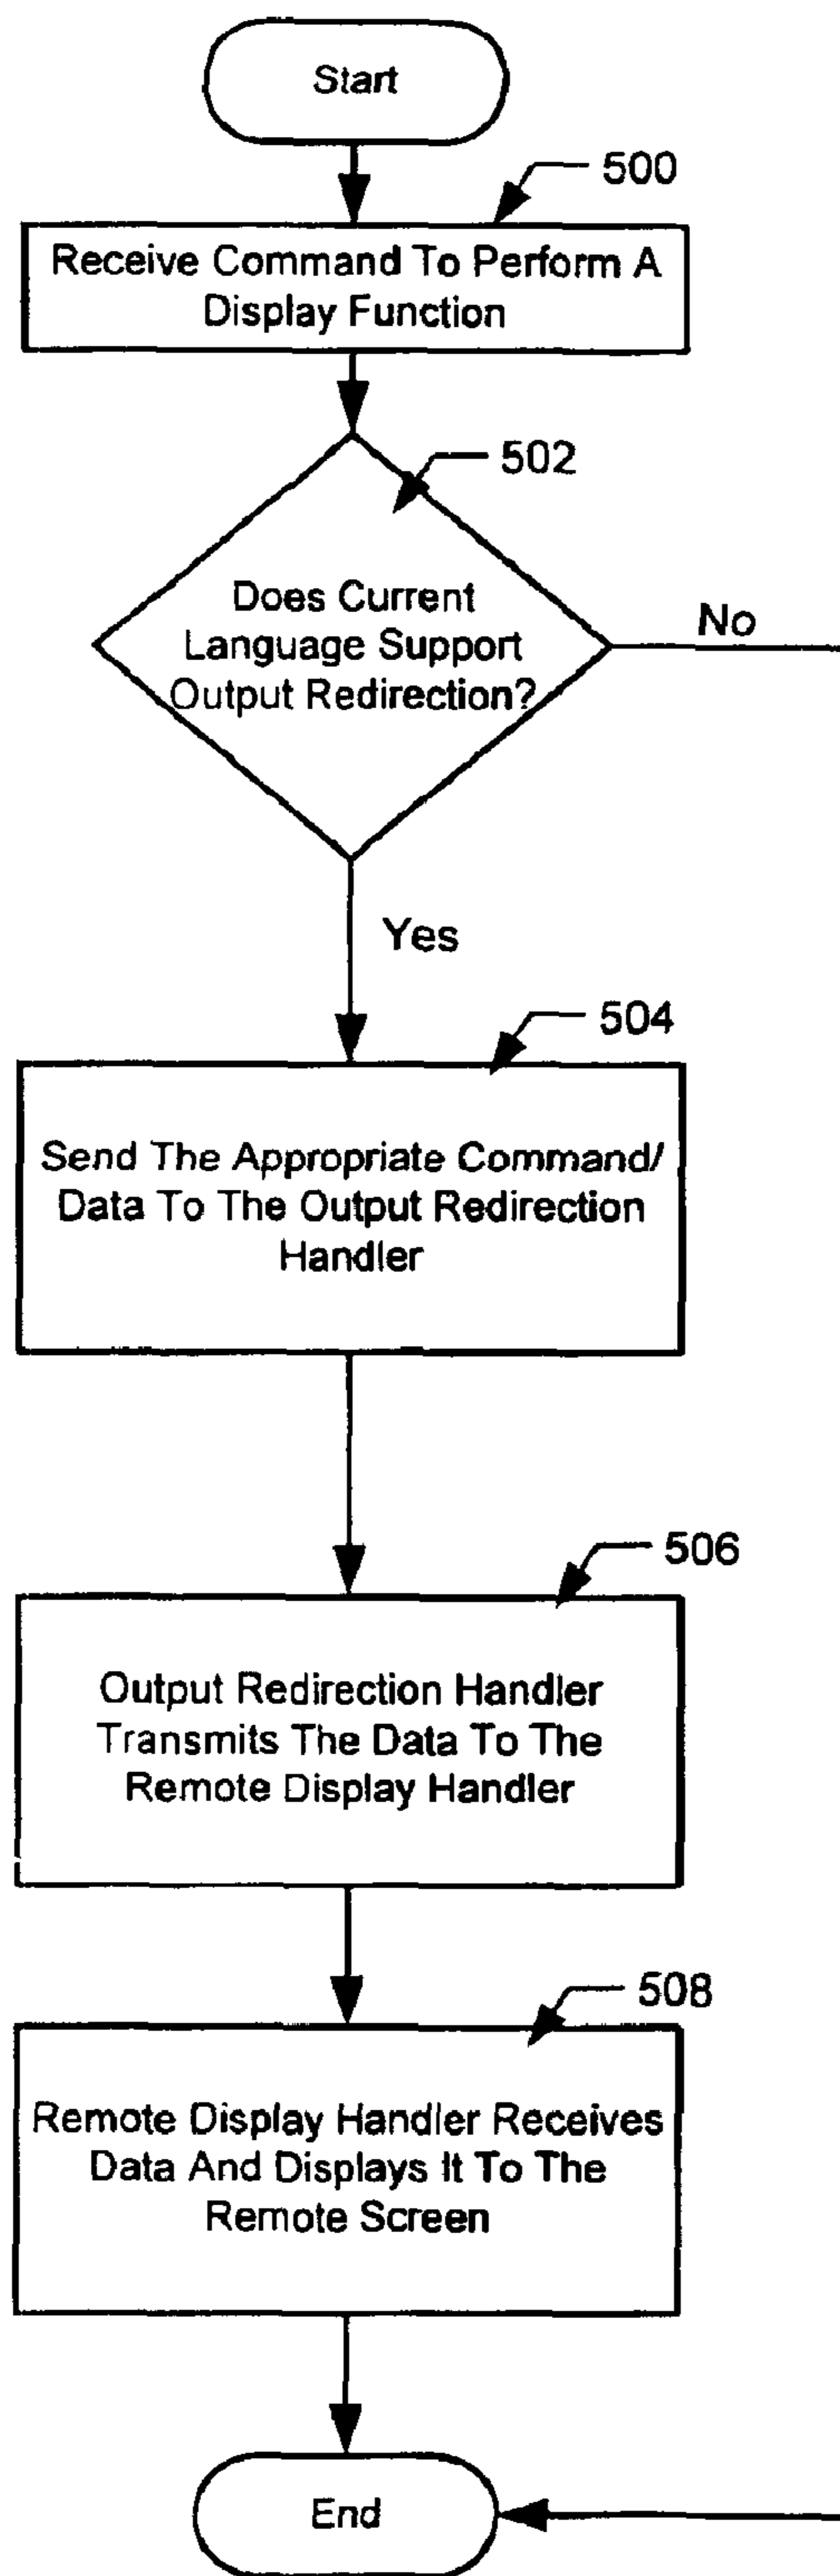 Start
500
Receive Command To Perform A
Display Function
502
Does Current
Language Support
Output Redirection?
No
Yes
504
Send The Appropriate Command/
Data To The Output Redirection
Handler
506
Output Redirection Handler
Transmits The Data To The
Remote Display Handler
508
Remote Display Handler Receives
Data And Displays It To The
Remote Screen
End